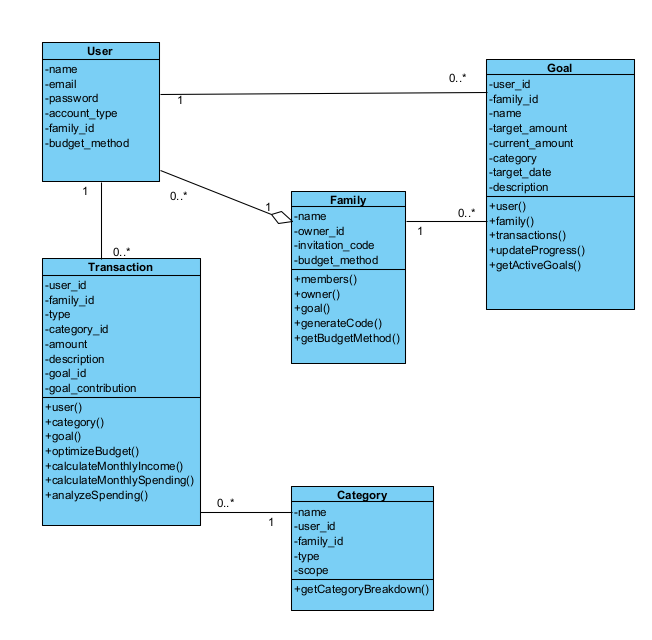 User
-name
-email
-password
-account_type
-family_id
-budget_method
1
0..*
Goal
-user_id
-family_id
-name
-target_amount
-current_amount
-category
-target_date
-description
+user()
+family()
+transactions()
+updateProgress()
+getActiveGoals()
0..*
1
Family
-name
-owner_id
-invitation_code
-budget_method
+members()
+owner()
+goal()
+generateCode()
+getBudgetMethod()
1
0..*
1
0..*
Transaction
-user_id
-family_id
-type
-category_id
-amount
-description
-goal_id
-goal_contribution
+user()
+category()
+goal()
+optimizeBudget()
+calculateMonthlyIncome()
+calculateMonthlySpending()
+analyzeSpending()
0..*
1
Category
-name
-user_id
-family_id
-type
-scope
+getCategoryBreakdown()